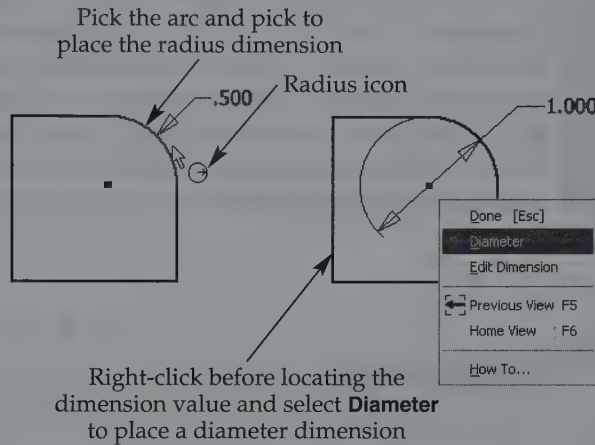 Pick the arc and pick to
place the radius dimension
.500
Radius icon
1.000
Done [Esc]
Diameter
Edit Dimension
Previous View F5
Home View F6
How To...
Right-click before locating the
dimension value and select Diameter
to place a diameter dimension